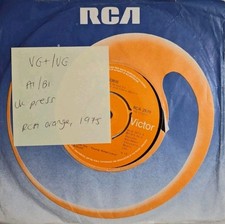 RCA
VG+/VG
A1/B1
UK press
RCA orange, 1975
Victor